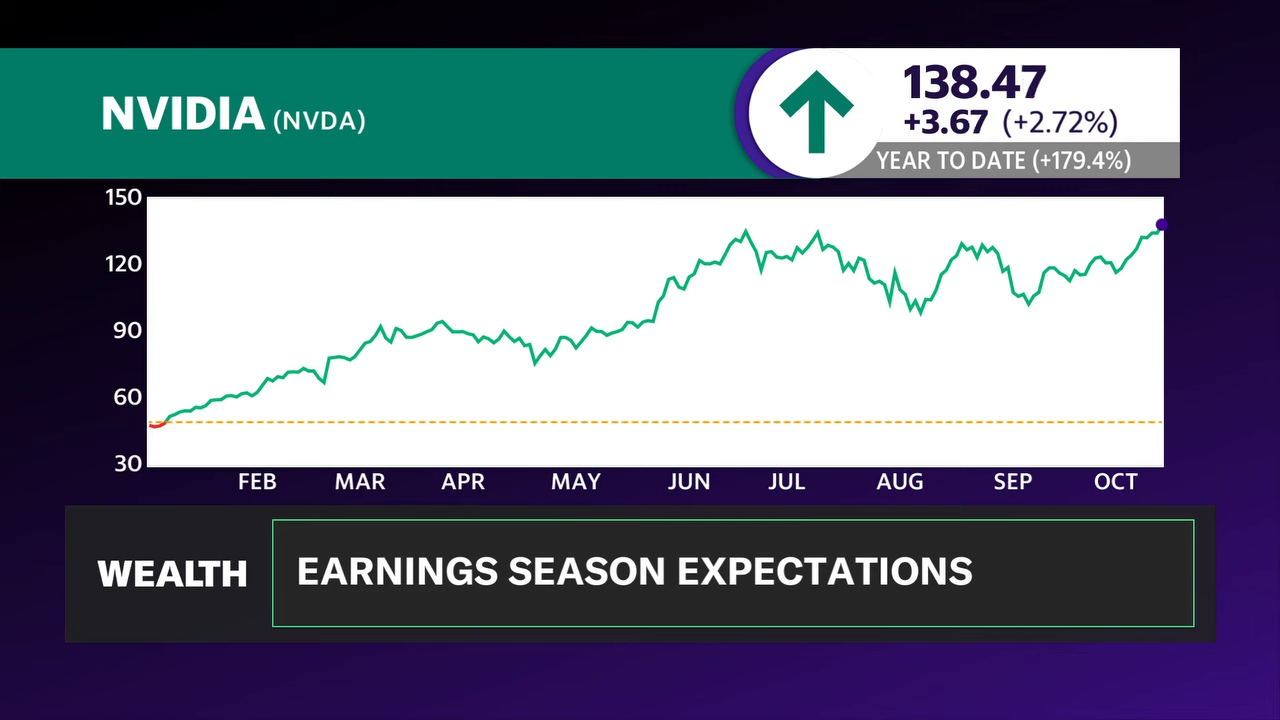 NVIDIA (NVDA)
138.47
+3.67 (+2.72%)
YEAR TO DATE (+179.4%)
150
120
90
60
30
FEB MAR APR MAY JUN JUL AUG SEP OCT
WEALTH
EARNINGS SEASON EXPECTATIONS